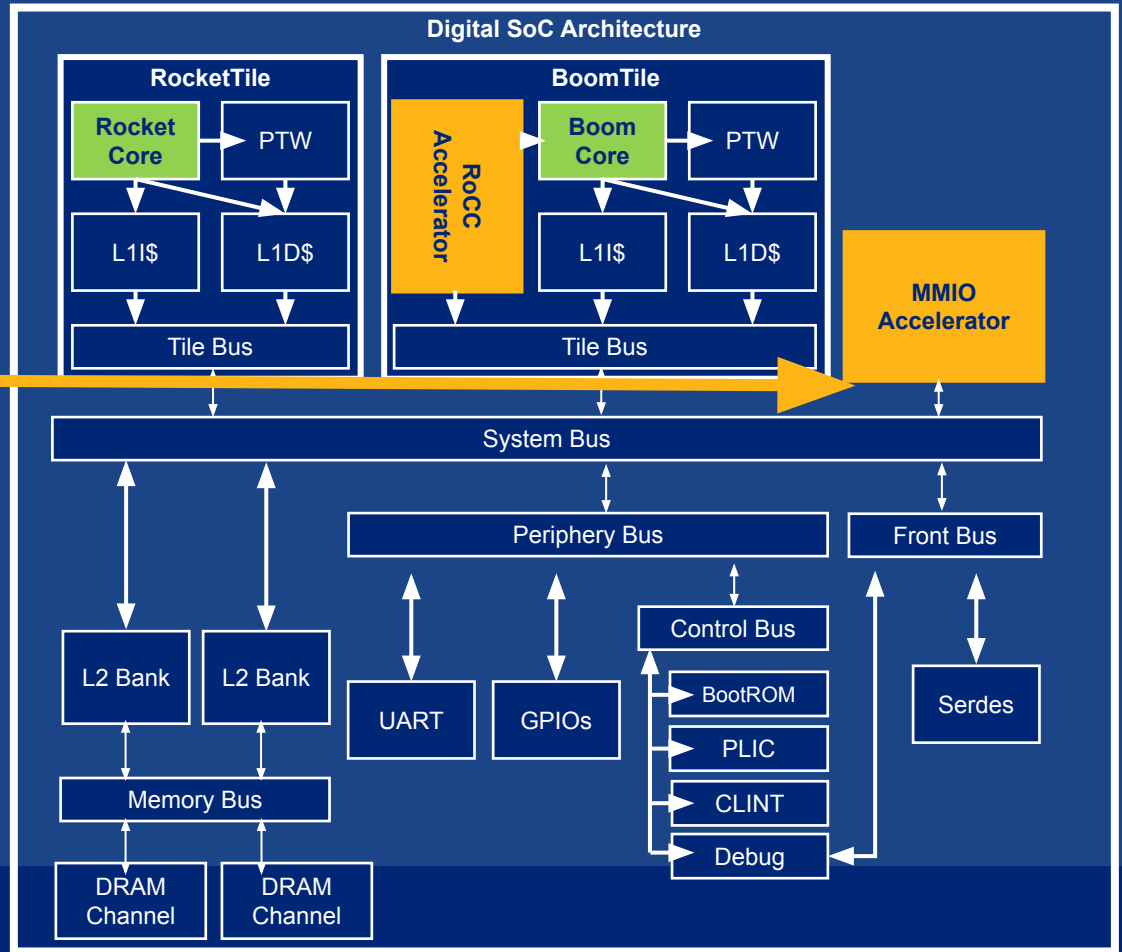 Digital SoC Architecture
RocketTile
Rocket
Core
PTW
L1I$
L1D$
Tile Bus
BoomTile
RoCC
Accelerator
Boom
Core
PTW
L1I$
L1D$
Tile Bus
MMIO
Accelerator
System Bus
Periphery Bus
Front Bus
Control Bus
L2 Bank
L2 Bank
UART
GPIOs
BootROM
PLIC
CLINT
Debug
Serdes
Memory Bus
DRAM
Channel
DRAM
Channel